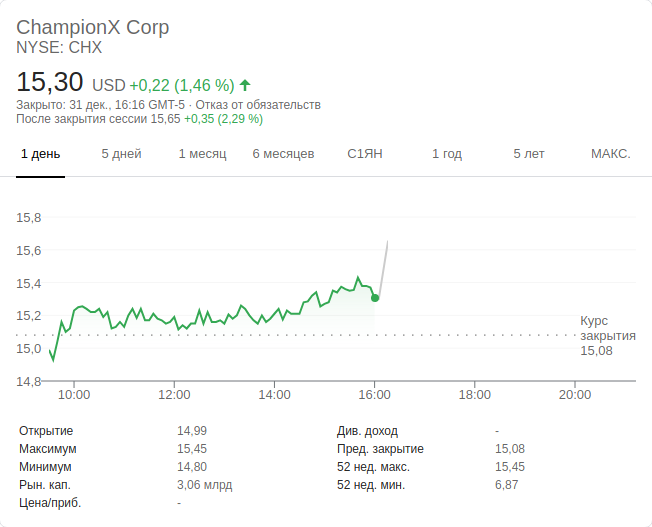 ChampionX Corp
NYSE: CHX
15,30 USD +0,22 (1,46 %)
Закрыто: 31 дек., 16:16 GMT-5 · Отказ от обязательств
После закрытия сессии 15,65 +0,35 (2,29 %)
1 день 5 дней 1 месяц 6 месяцев С1ЯН 1 год 5 лет МАКС.
15,8
15,6
15,4
15,2
15,0
14,8
Курс
закрытия
15,08
10:00 12:00 14:00 16:00 18:00 20:00
Открытие 14,99 Див. доход -
Максимум 15,45 Пред. закрытие 15,08
Минимум 14,80 52 нед. макс. 15,45
Рын. кап. 3,06 млрд 52 нед. мин. 6,87
Цена/приб. -